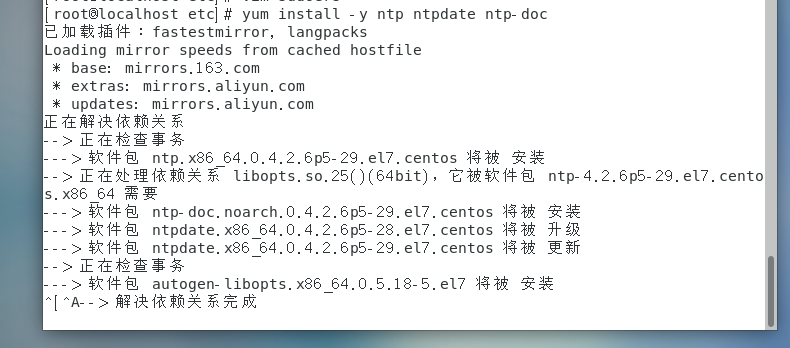 [root@localhost etc]# yum install -y ntp ntpdate ntp-doc
已加载插件：fastestmirror, langpacks
Loading mirror speeds from cached hostfile
 * base: mirrors.163.com
 * extras: mirrors.aliyun.com
 * updates: mirrors.aliyun.com
正在解决依赖关系
--> 正在检查事务
---> 软件包 ntp.x86_64.0.4.2.6p5-29.el7.centos 将被 安装
--> 正在处理依赖关系 libopts.so.25()(64bit)，它被软件包 ntp-4.2.6p5-29.el7.cento
s.x86_64 需要
---> 软件包 ntp-doc.noarch.0.4.2.6p5-29.el7.centos 将被 安装
---> 软件包 ntpdate.x86_64.0.4.2.6p5-28.el7.centos 将被 升级
---> 软件包 ntpdate.x86_64.0.4.2.6p5-29.el7.centos 将被 更新
--> 正在检查事务
---> 软件包 autogen-libopts.x86_64.0.5.18-5.el7 将被 安装
^[^A--> 解决依赖关系完成